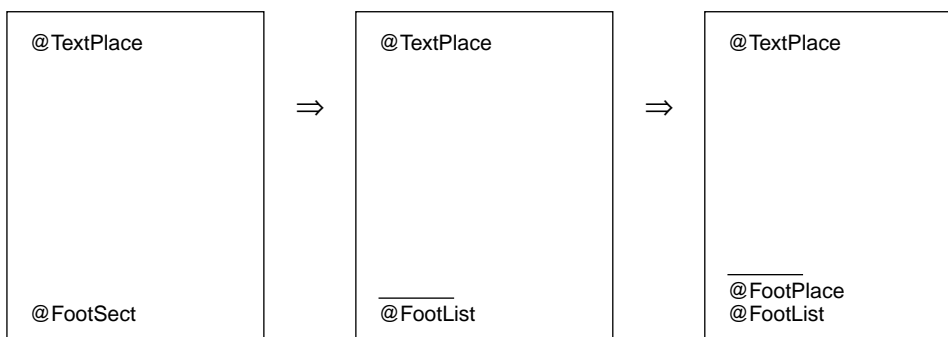 @TextPlace
@FootSect
⇒
@TextPlace
@FootList
⇒
@TextPlace
@FootPlace
@FootList